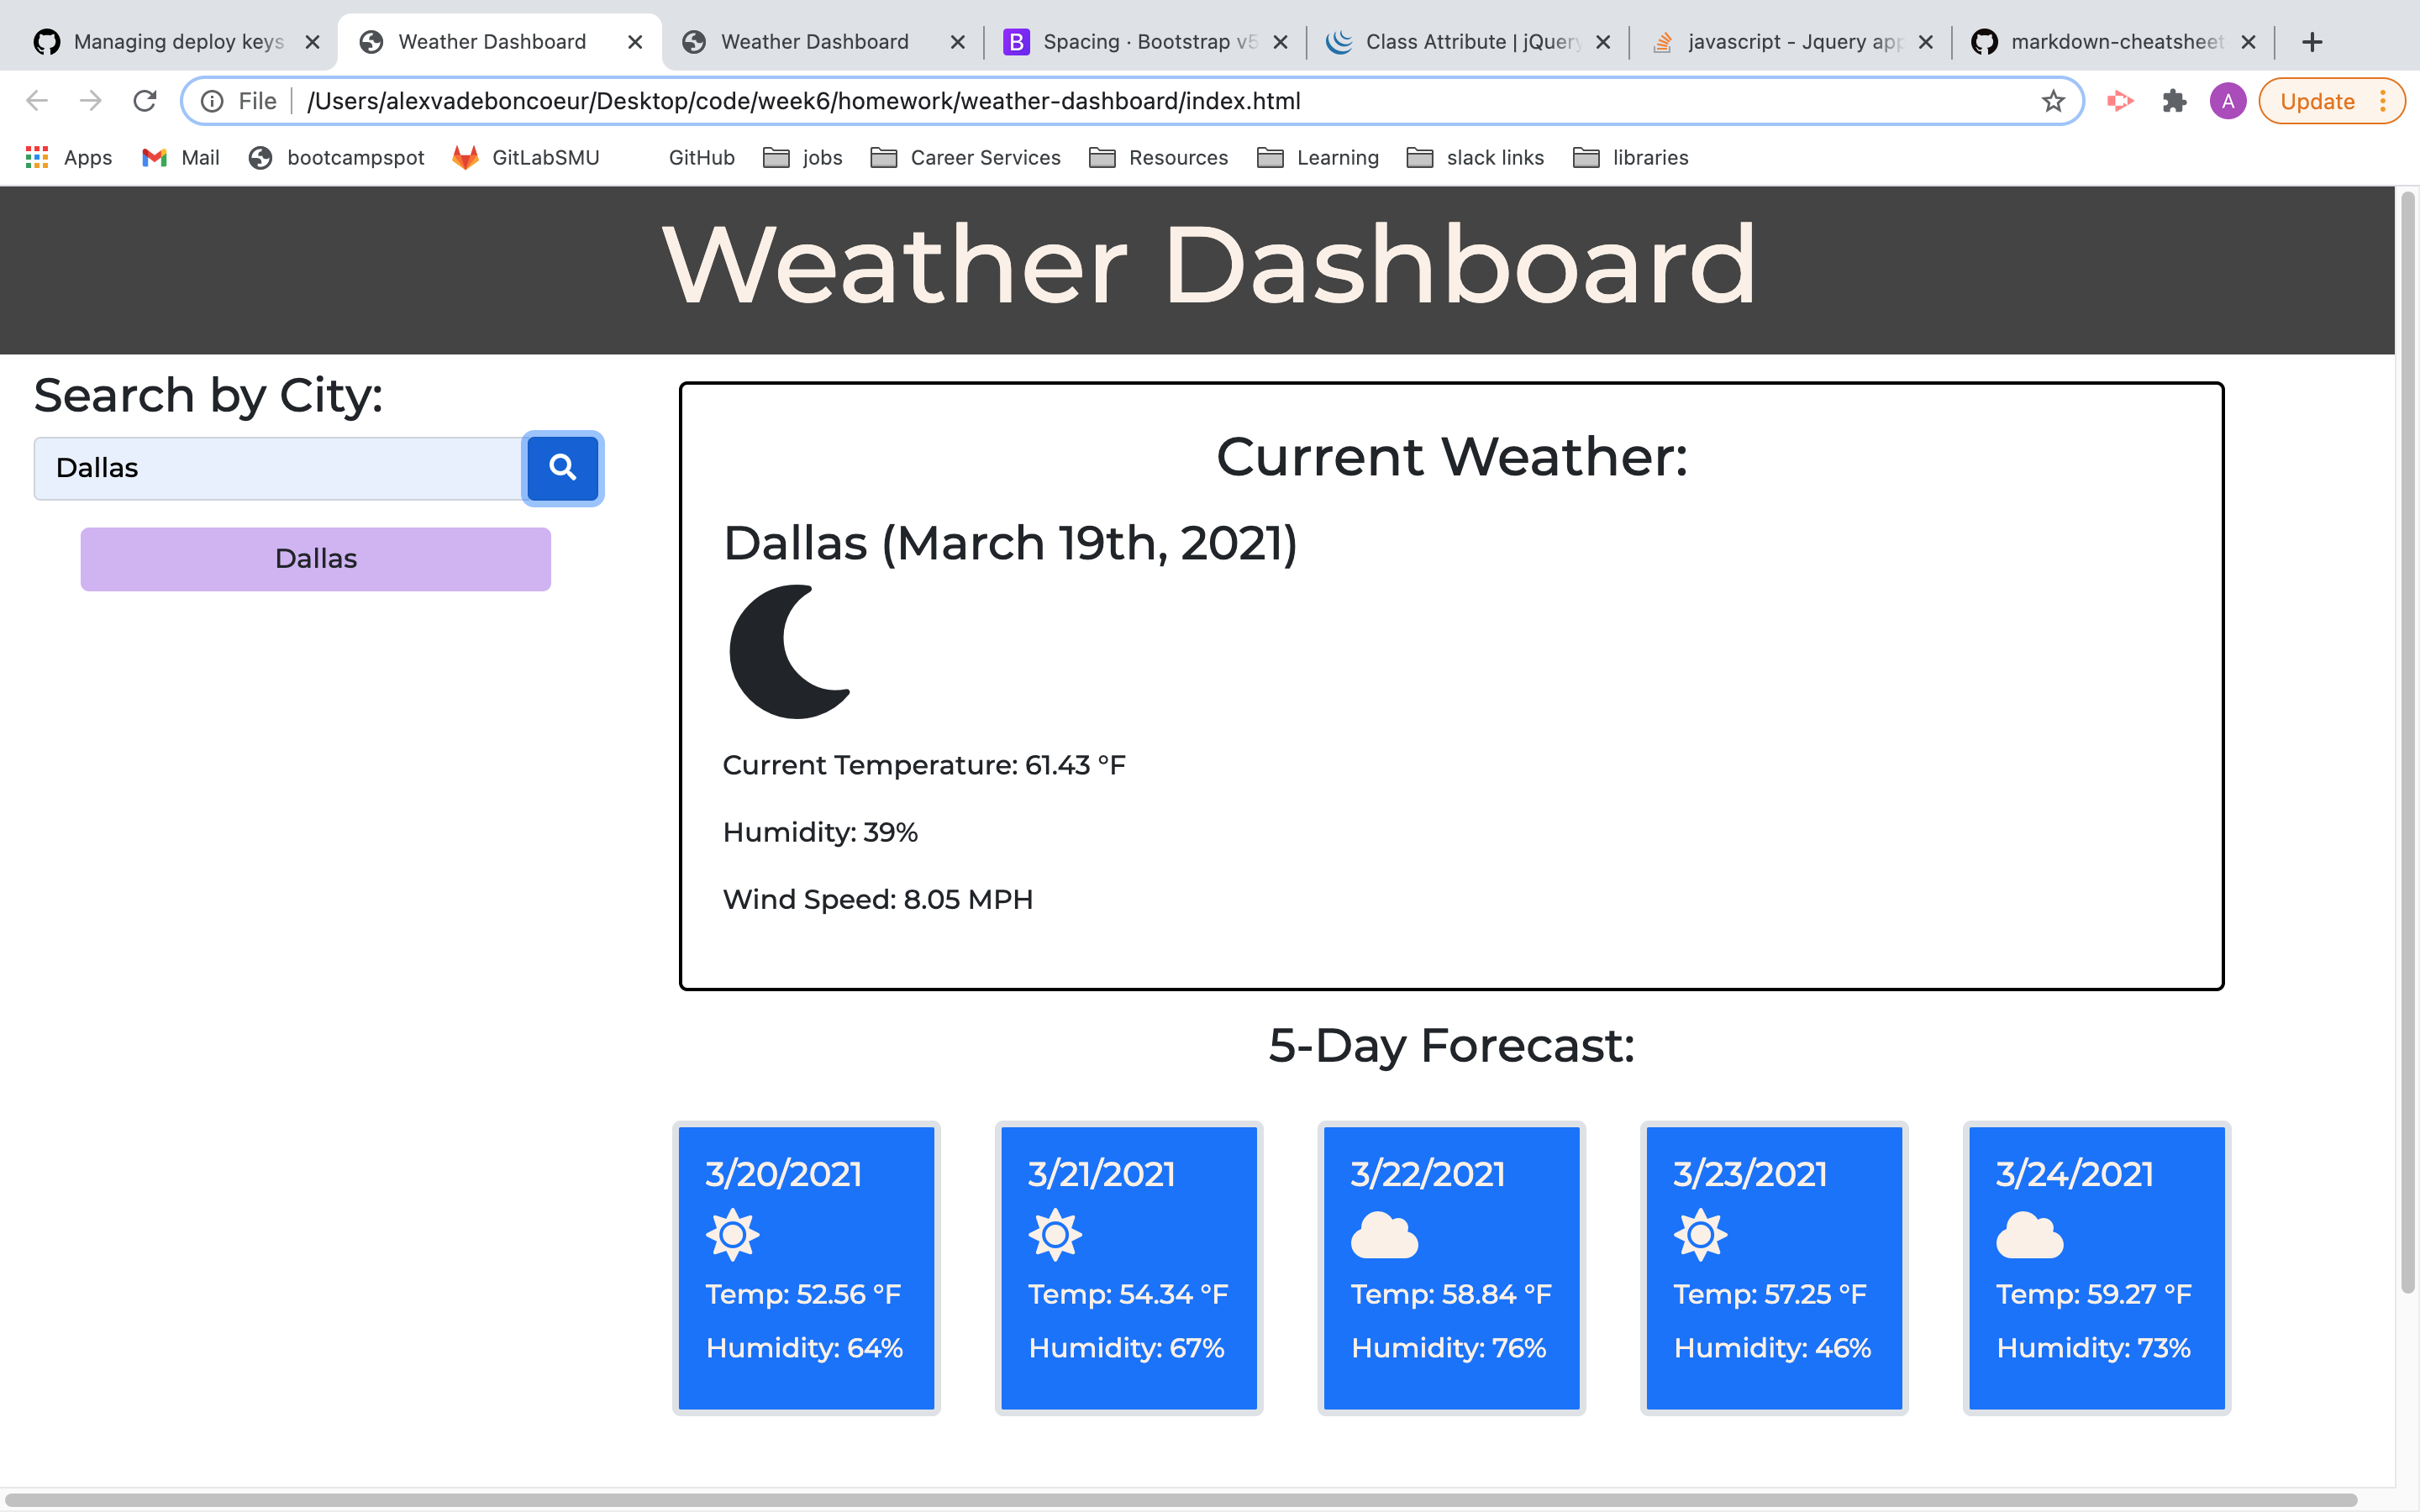 Managing deploy keys
Weather Dashboard
Weather Dashboard
Spacing · Bootstrap v5
Class Attribute | jQuery
javascript - Jquery app
markdown-cheatsheet
File /Users/alexvadeboncoeur/Desktop/code/week6/homework/weather-dashboard/index.html
A
Update
Apps Mail bootcampspot GitLabSMU GitHub jobs Career Services Resources Learning slack links libraries
Weather Dashboard
Search by City:
Dallas
Dallas
Current Weather:
Dallas (March 19th, 2021)
Current Temperature: 61.43 °F
Humidity: 39%
Wind Speed: 8.05 MPH
5-Day Forecast:
3/20/2021
Temp: 52.56 °F
Humidity: 64%
3/21/2021
Temp: 54.34 °F
Humidity: 67%
3/22/2021
Temp: 58.84 °F
Humidity: 76%
3/23/2021
Temp: 57.25 °F
Humidity: 46%
3/24/2021
Temp: 59.27 °F
Humidity: 73%